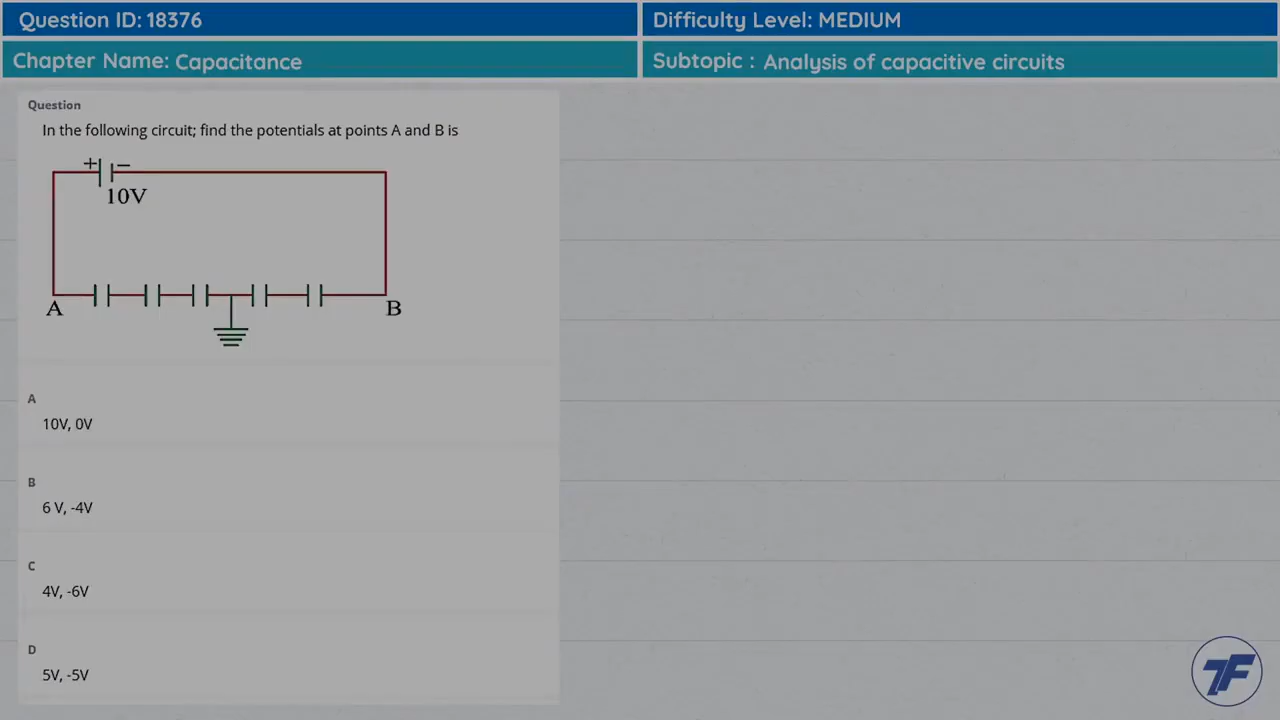 Question ID: 18376
Difficulty Level: MEDIUM
Chapter Name: Capacitance
Subtopic : Analysis of capacitive circuits
Question
In the following circuit; find the potentials at points A and B is
+ −
10V
A
B
A
10V, 0V
B
6 V, -4V
C
4V, -6V
D
5V, -5V
7F